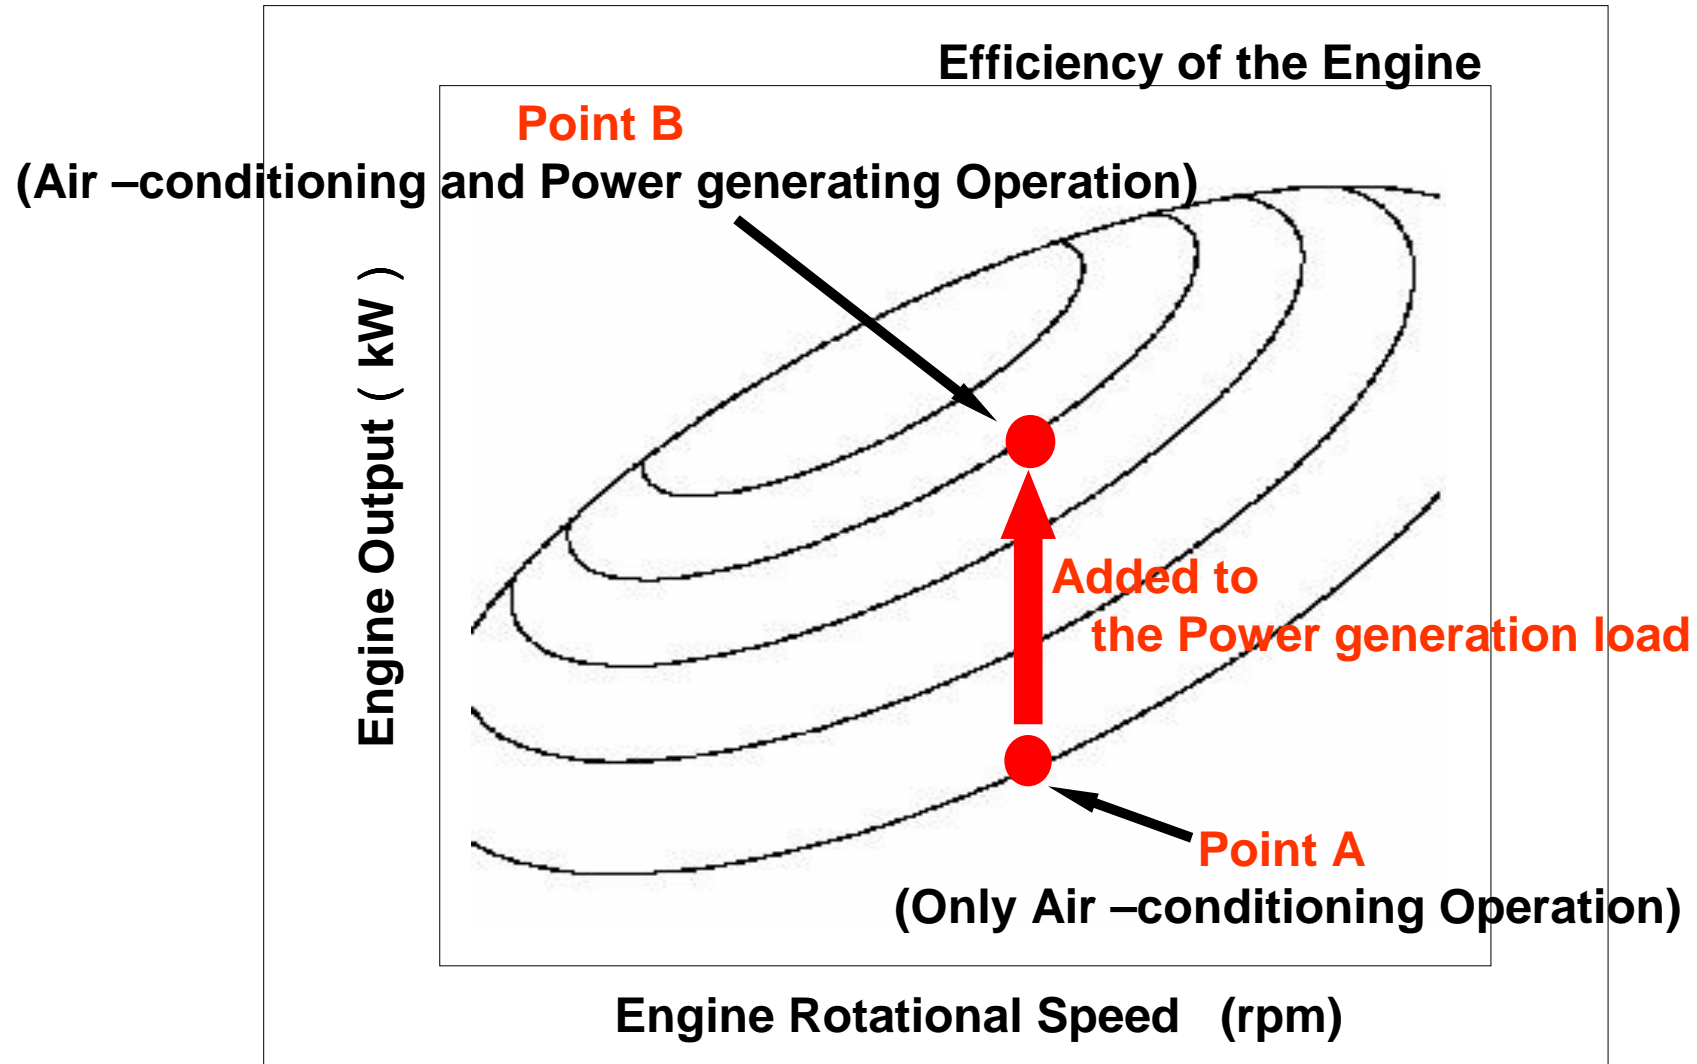 Efficiency of the Engine
Point B
(Air –conditioning and Power generating Operation)
Engine Output ( kW )
Added to
the Power generation load
Point A
(Only Air –conditioning Operation)
Engine Rotational Speed (rpm)